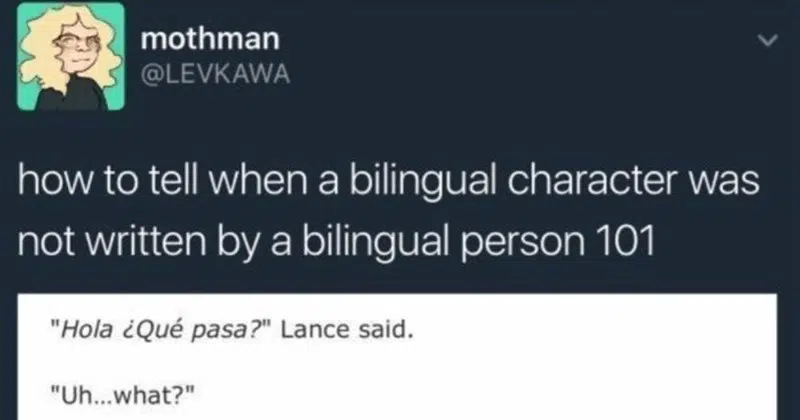 mothman
@LEVKAWA
how to tell when a bilingual character was
not written by a bilingual person 101
"Hola ¿Qué pasa?" Lance said.
"Uh...what?"